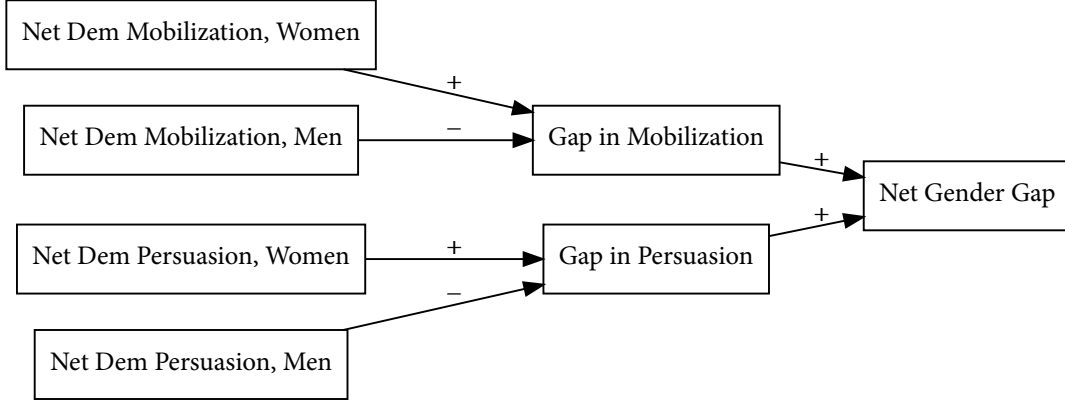 Net Dem Mobilization, Women
+
Net Dem Mobilization, Men
−
Gap in Mobilization
+
Net Gender Gap
Net Dem Persuasion, Women
+
Gap in Persuasion
+
Net Dem Persuasion, Men
−